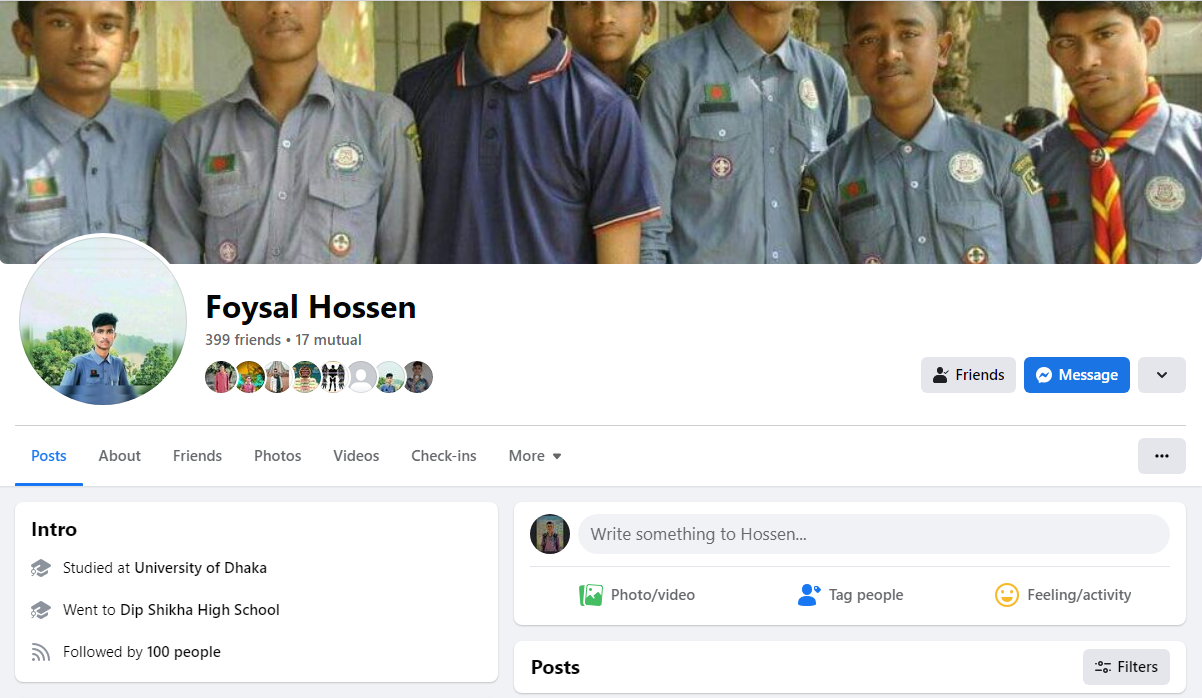 Foysal Hossen
399 friends • 17 mutual
Friends
Message
Posts
About
Friends
Photos
Videos
Check-ins
More
Intro
Studied at University of Dhaka
Went to Dip Shikha High School
Followed by 100 people
Write something to Hossen...
Photo/video
Tag people
Feeling/activity
Posts
Filters